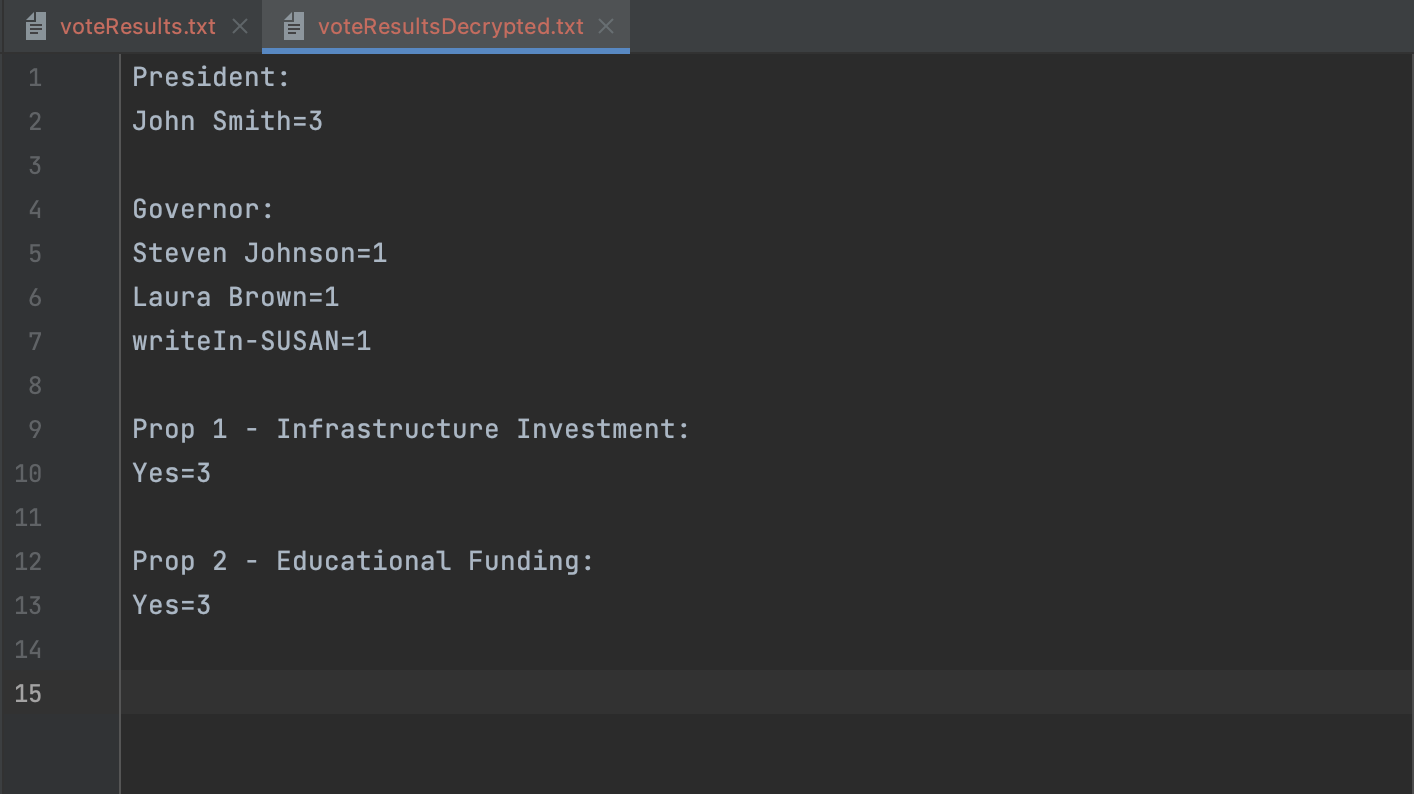 voteResults.txt voteResultsDecrypted.txt
1 President:
2 John Smith=3
3
4 Governor:
5 Steven Johnson=1
6 Laura Brown=1
7 writeIn-SUSAN=1
8
9 Prop 1 - Infrastructure Investment:
10 Yes=3
11
12 Prop 2 - Educational Funding:
13 Yes=3
14
15